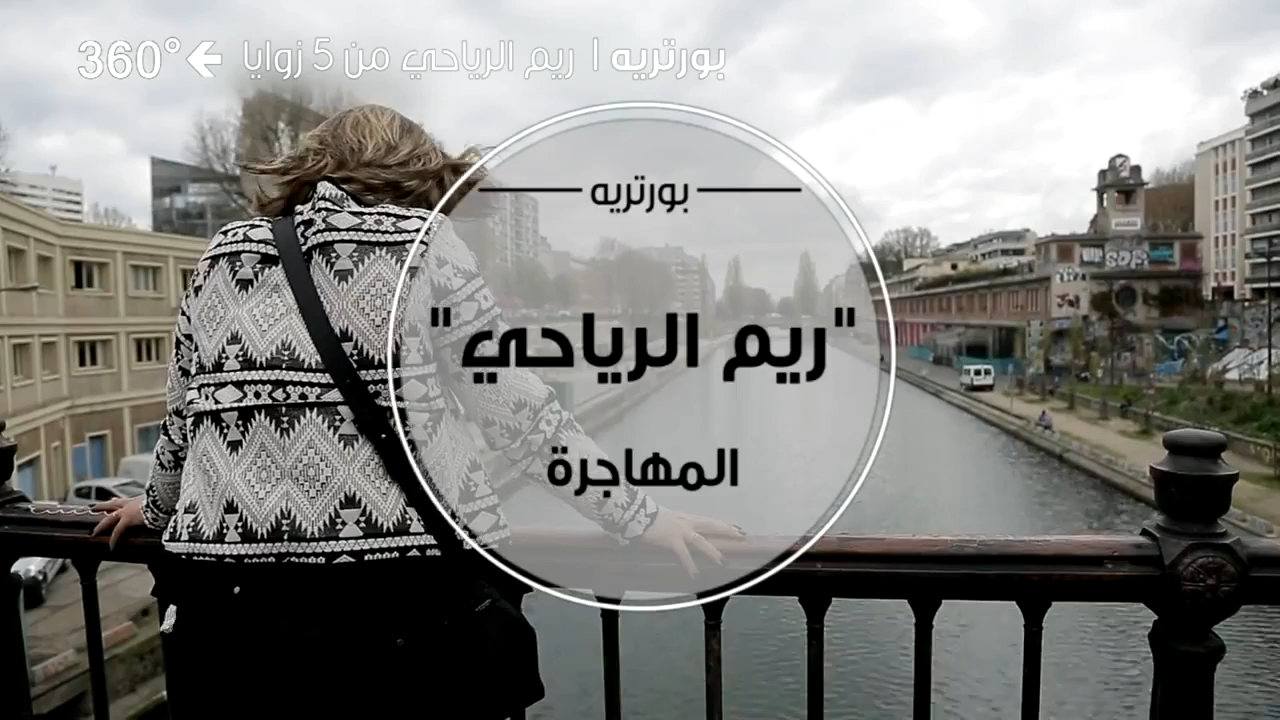 بورتريه | ريم الرياحي من 5 زوايا ← 360°
بورتريه
"ريم الرياحي"
المهاجرة